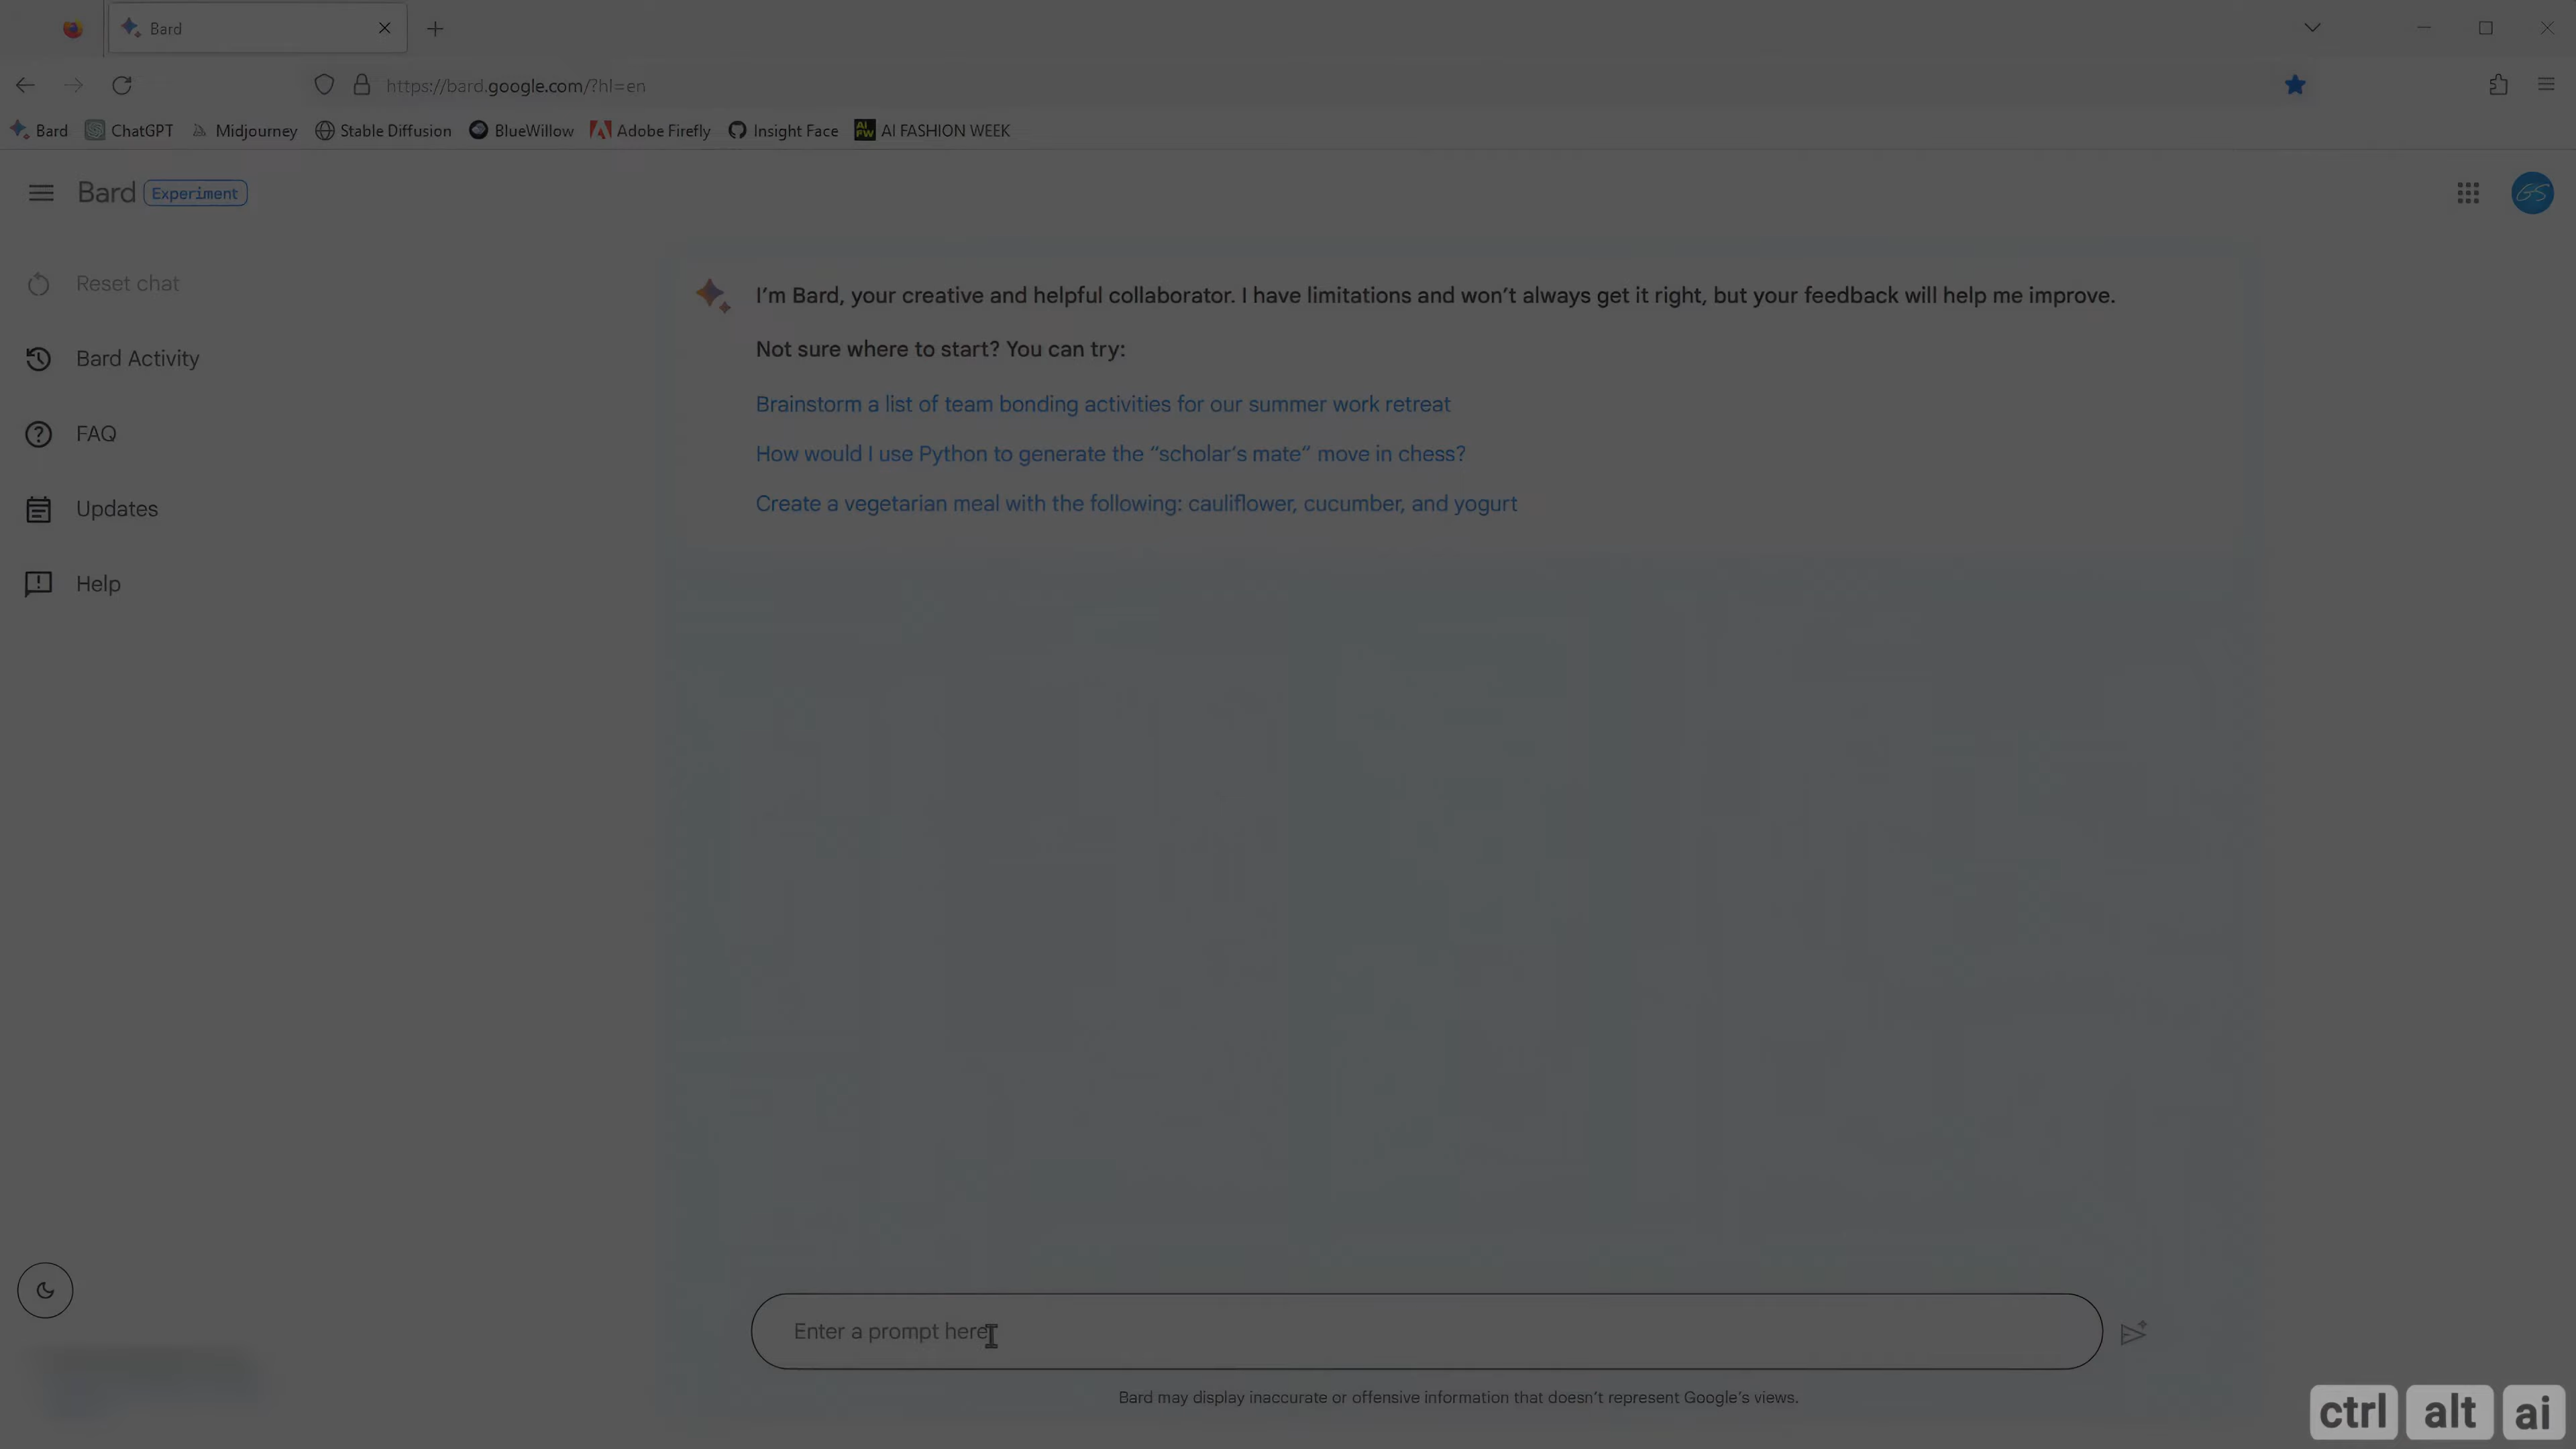 Bard
https://bard.google.com/?hl=en
Bard ChatGPT Midjourney Stable Diffusion BlueWillow Adobe Firefly Insight Face AI FASHION WEEK
Bard Experiment
GS
Reset chat
Bard Activity
FAQ
Updates
Help
I'm Bard, your creative and helpful collaborator. I have limitations and won't always get it right, but your feedback will help me improve.
Not sure where to start? You can try:
Brainstorm a list of team bonding activities for our summer work retreat
How would I use Python to generate the “scholar's mate” move in chess?
Create a vegetarian meal with the following: cauliflower, cucumber, and yogurt
Enter a prompt here
Bard may display inaccurate or offensive information that doesn't represent Google's views.
ctrl alt ai